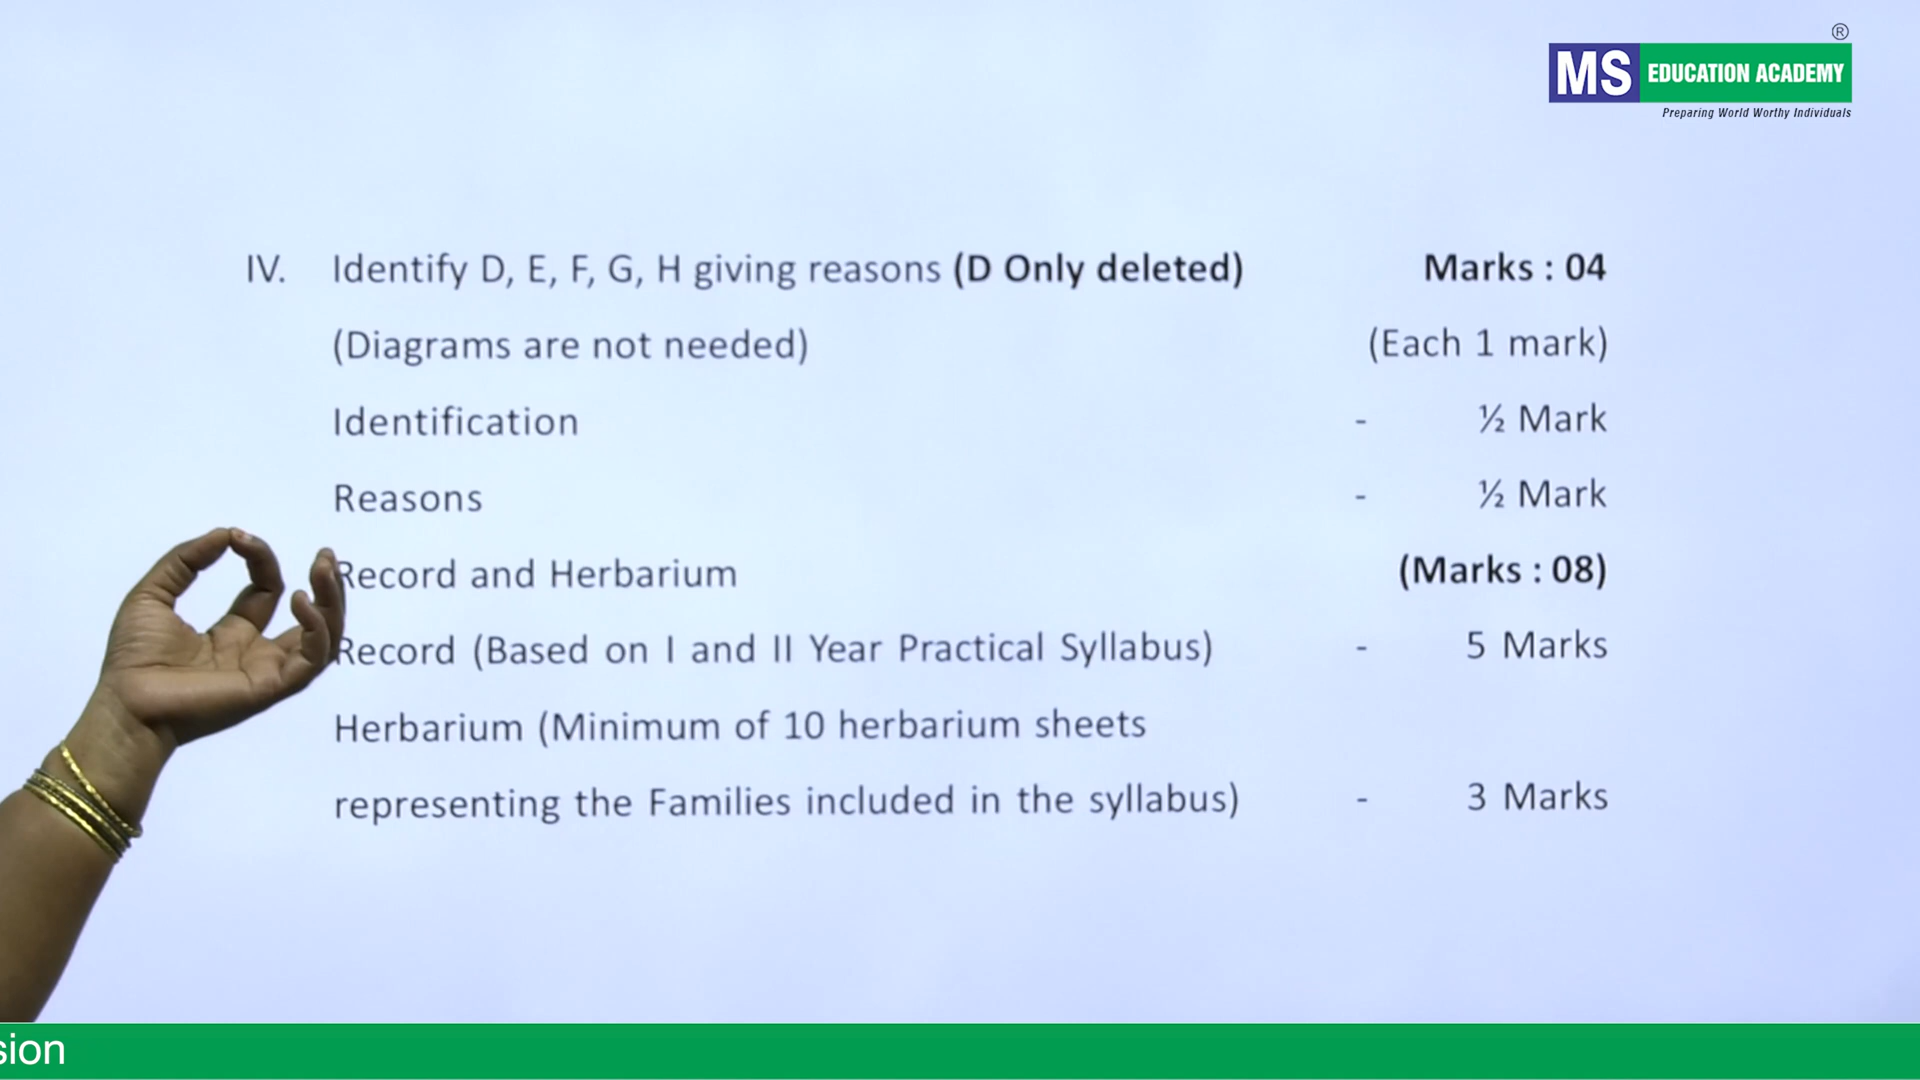 ®
MS EDUCATION ACADEMY
Preparing World Worthy Individuals
IV. Identify D, E, F, G, H giving reasons (D Only deleted) Marks : 04
(Diagrams are not needed) (Each 1 mark)
Identification - ½ Mark
Reasons - ½ Mark
Record and Herbarium (Marks : 08)
Record (Based on I and II Year Practical Syllabus) - 5 Marks
Herbarium (Minimum of 10 herbarium sheets
representing the Families included in the syllabus) - 3 Marks